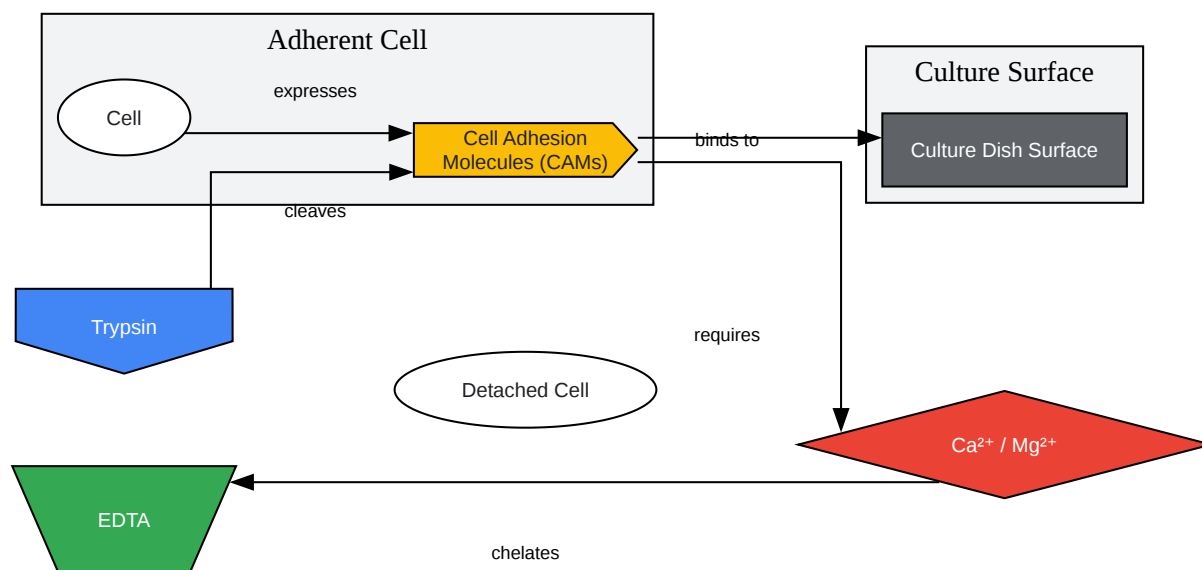 Adherent Cell
Culture Surface
expresses
Cell
Cell Adhesion
Molecules (CAMs)
binds to
Culture Dish Surface
cleaves
Trypsin
requires
Detached Cell
Ca²⁺ / Mg²⁺
EDTA
chelates